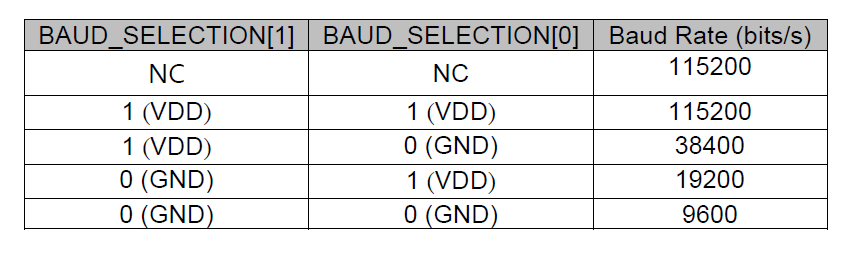 BAUD_SELECTION[1] BAUD_SELECTION[0] Baud Rate (bits/s)
NC NC 115200
1 (VDD) 1 (VDD) 115200
1 (VDD) 0 (GND) 38400
0 (GND) 1 (VDD) 19200
0 (GND) 0 (GND) 9600